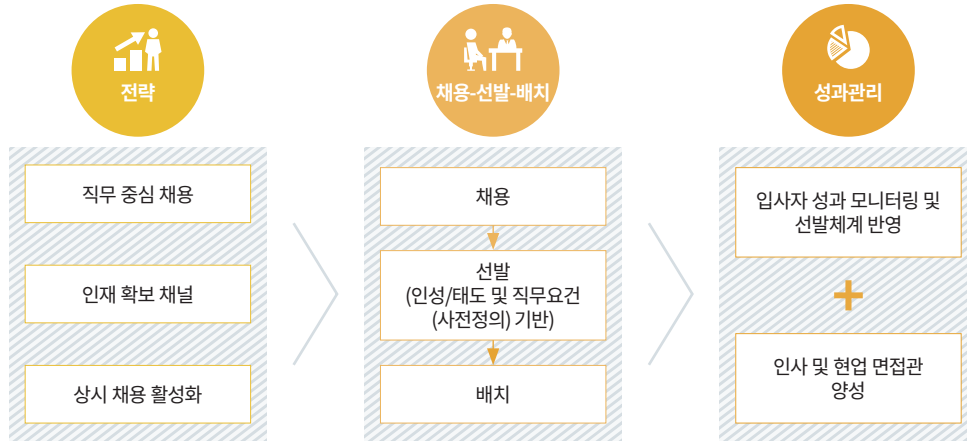 전략
직무 중심 채용
인재 확보 채널
상시 채용 활성화
채용-선발-배치
채용
선발
(인성/태도 및 직무요건
(사전정의) 기반)
배치
성과관리
입사자 성과 모니터링 및
선발체계 반영
+
인사 및 현업 면접관
양성